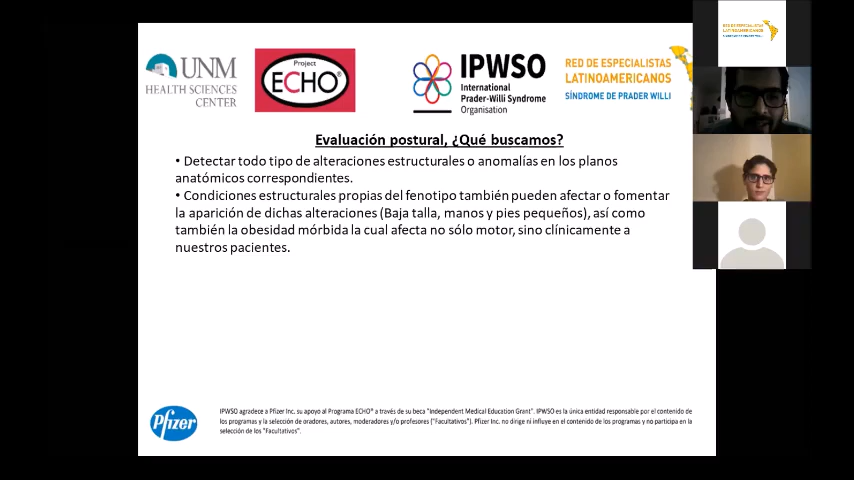 UNM
HEALTH SCIENCES
CENTER
Project
ECHO®
IPWSO
International
Prader-Willi Syndrome
Organisation
RED DE ESPECIALISTAS
LATINOAMERICANOS
SÍNDROME DE PRADER WILLI
RED DE ESPECIALISTAS
LATINOAMERICANOS
Evaluación postural, ¿Qué buscamos?
• Detectar todo tipo de alteraciones estructurales o anomalías en los planos
anatómicos correspondientes.
• Condiciones estructurales propias del fenotipo también pueden afectar o fomentar
la aparición de dichas alteraciones (Baja talla, manos y pies pequeños), así como
también la obesidad mórbida la cual afecta no sólo motor, sino clínicamente a
nuestros pacientes.
Pfizer
IPWSO agradece a Pfizer Inc. su apoyo al Programa ECHO® a través de su beca "Independent Medical Education Grant". IPWSO es la única entidad responsable por el contenido de
los programas y la selección de oradores, autores, moderadores y/o profesores ("Facultativos"). Pfizer Inc. no dirige ni influye en el contenido de los programas y no participa en la
selección de los "Facultativos".